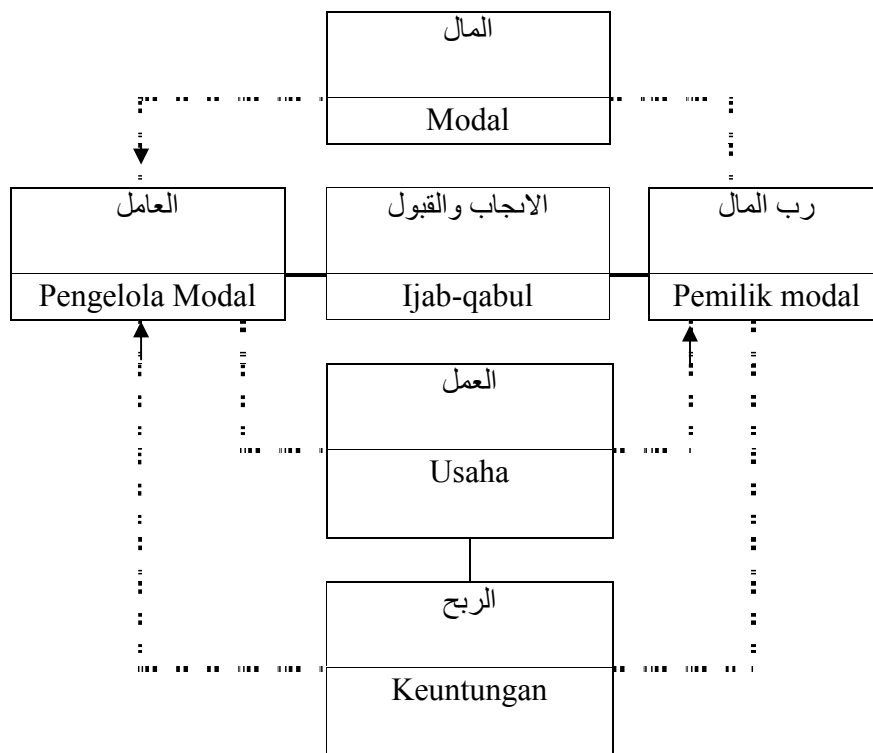 المال
Modal
العامل
Pengelola Modal
الايجاب والقبول
Ijab-qabul
رب المال
Pemilik modal
العمل
Usaha
الربح
Keuntungan